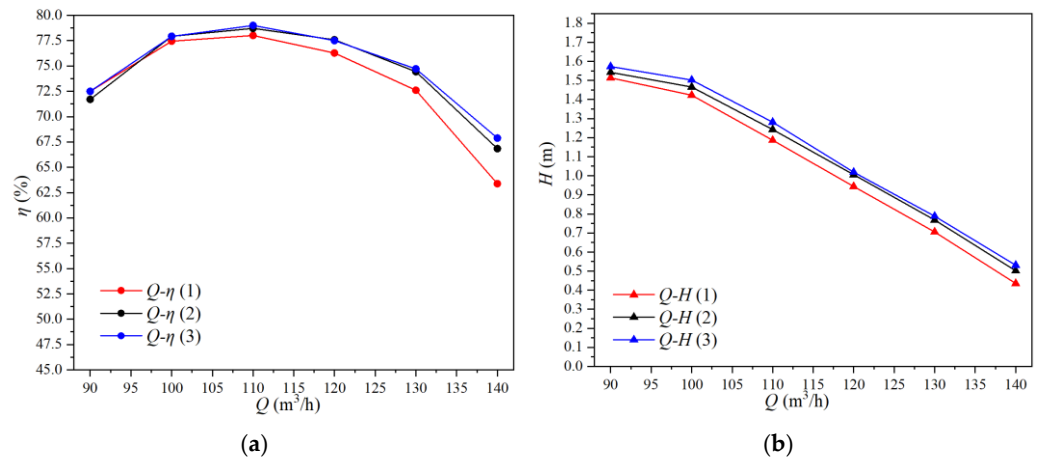 80.0
77.5
75.0
72.5
70.0
67.5
65.0
62.5
60.0
57.5
55.0
52.5
50.0
47.5
45.0
η (%)
Q-η (1)
Q-η (2)
Q-η (3)
90 95 100 105 110 115 120 125 130 135 140
Q (m³/h)
(a)
1.8
1.7
1.6
1.5
1.4
1.3
1.2
1.1
1.0
0.9
0.8
0.7
0.6
0.5
0.4
0.3
0.2
0.1
0.0
H (m)
Q-H (1)
Q-H (2)
Q-H (3)
90 95 100 105 110 115 120 125 130 135 140
Q (m³/h)
(b)